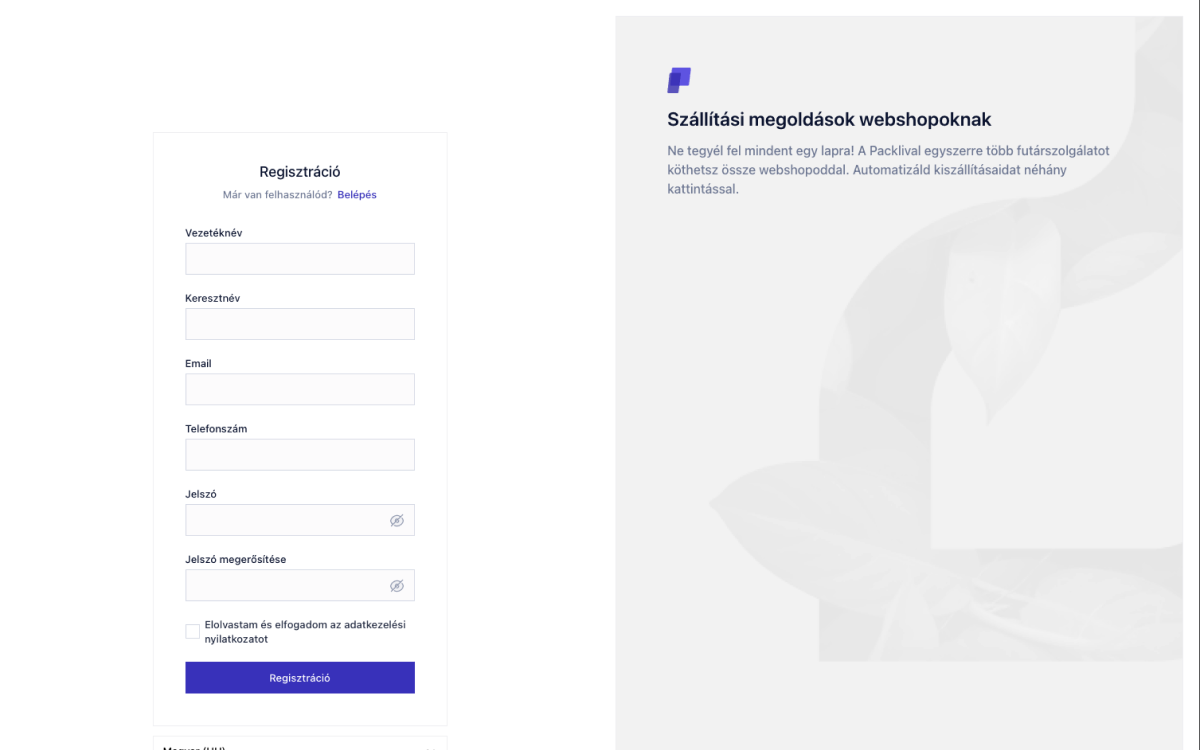 Regisztráció
Már van felhasználód? Belépés
Vezetéknév
Keresztnév
Email
Telefonszám
Jelszó
Jelszó megerősítése
Elolvastam és elfogadom az adatkezelési
nyilatkozatot
Regisztráció
Magyar (HU)
Szállítási megoldások webshopoknak
Ne tegyél fel mindent egy lapra! A Packlival egyszerre több futárszolgálatot
köthetsz össze webshopoddal. Automatizáld kiszállításaidat néhány
kattintással.